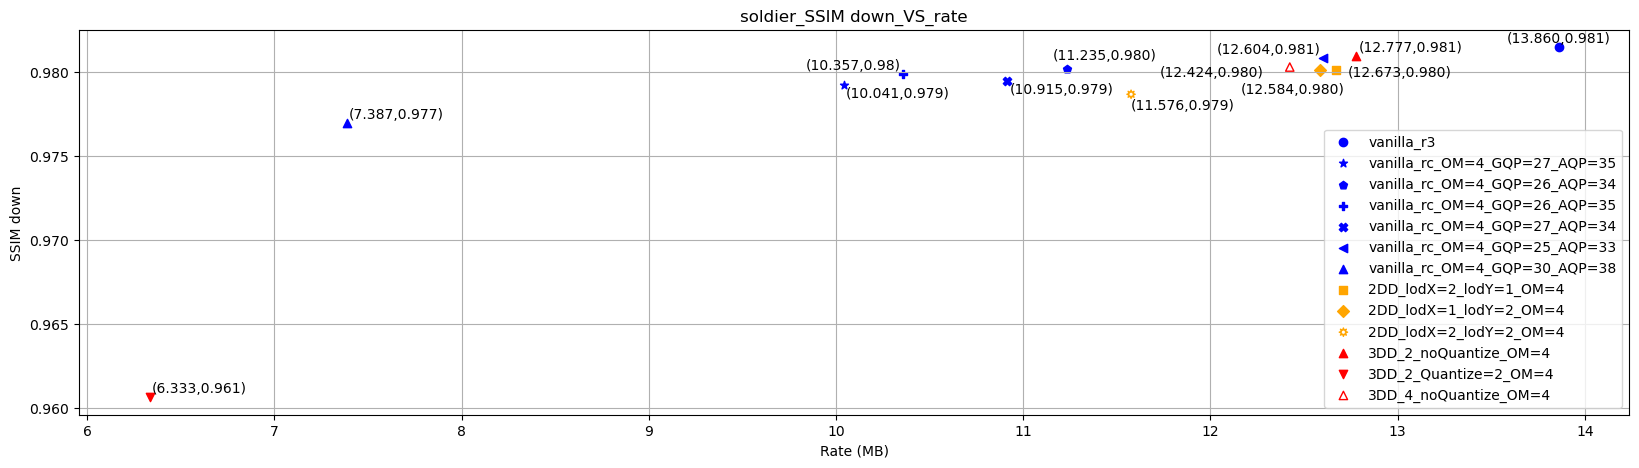 soldier_SSIM down_VS_rate
(13.860,0.981)
(12.604,0.981)
(12.777,0.981)
(11.235,0.980)
(10.357,0.98)
(12.424,0.980)
(12.673,0.980)
(10.041,0.979)
(10.915,0.979)
(12.584,0.980)
(11.576,0.979)
(7.387,0.977)
(6.333,0.961)
0.980
0.975
0.970
0.965
0.960
SSIM down
vanilla_r3
vanilla_rc_OM=4_GQP=27_AQP=35
vanilla_rc_OM=4_GQP=26_AQP=34
vanilla_rc_OM=4_GQP=26_AQP=35
vanilla_rc_OM=4_GQP=27_AQP=34
vanilla_rc_OM=4_GQP=25_AQP=33
vanilla_rc_OM=4_GQP=30_AQP=38
2DD_lodX=2_lodY=1_OM=4
2DD_lodX=1_lodY=2_OM=4
2DD_lodX=2_lodY=2_OM=4
3DD_2_noQuantize_OM=4
3DD_2_Quantize=2_OM=4
3DD_4_noQuantize_OM=4
6 7 8 9 10 11 12 13 14
Rate (MB)